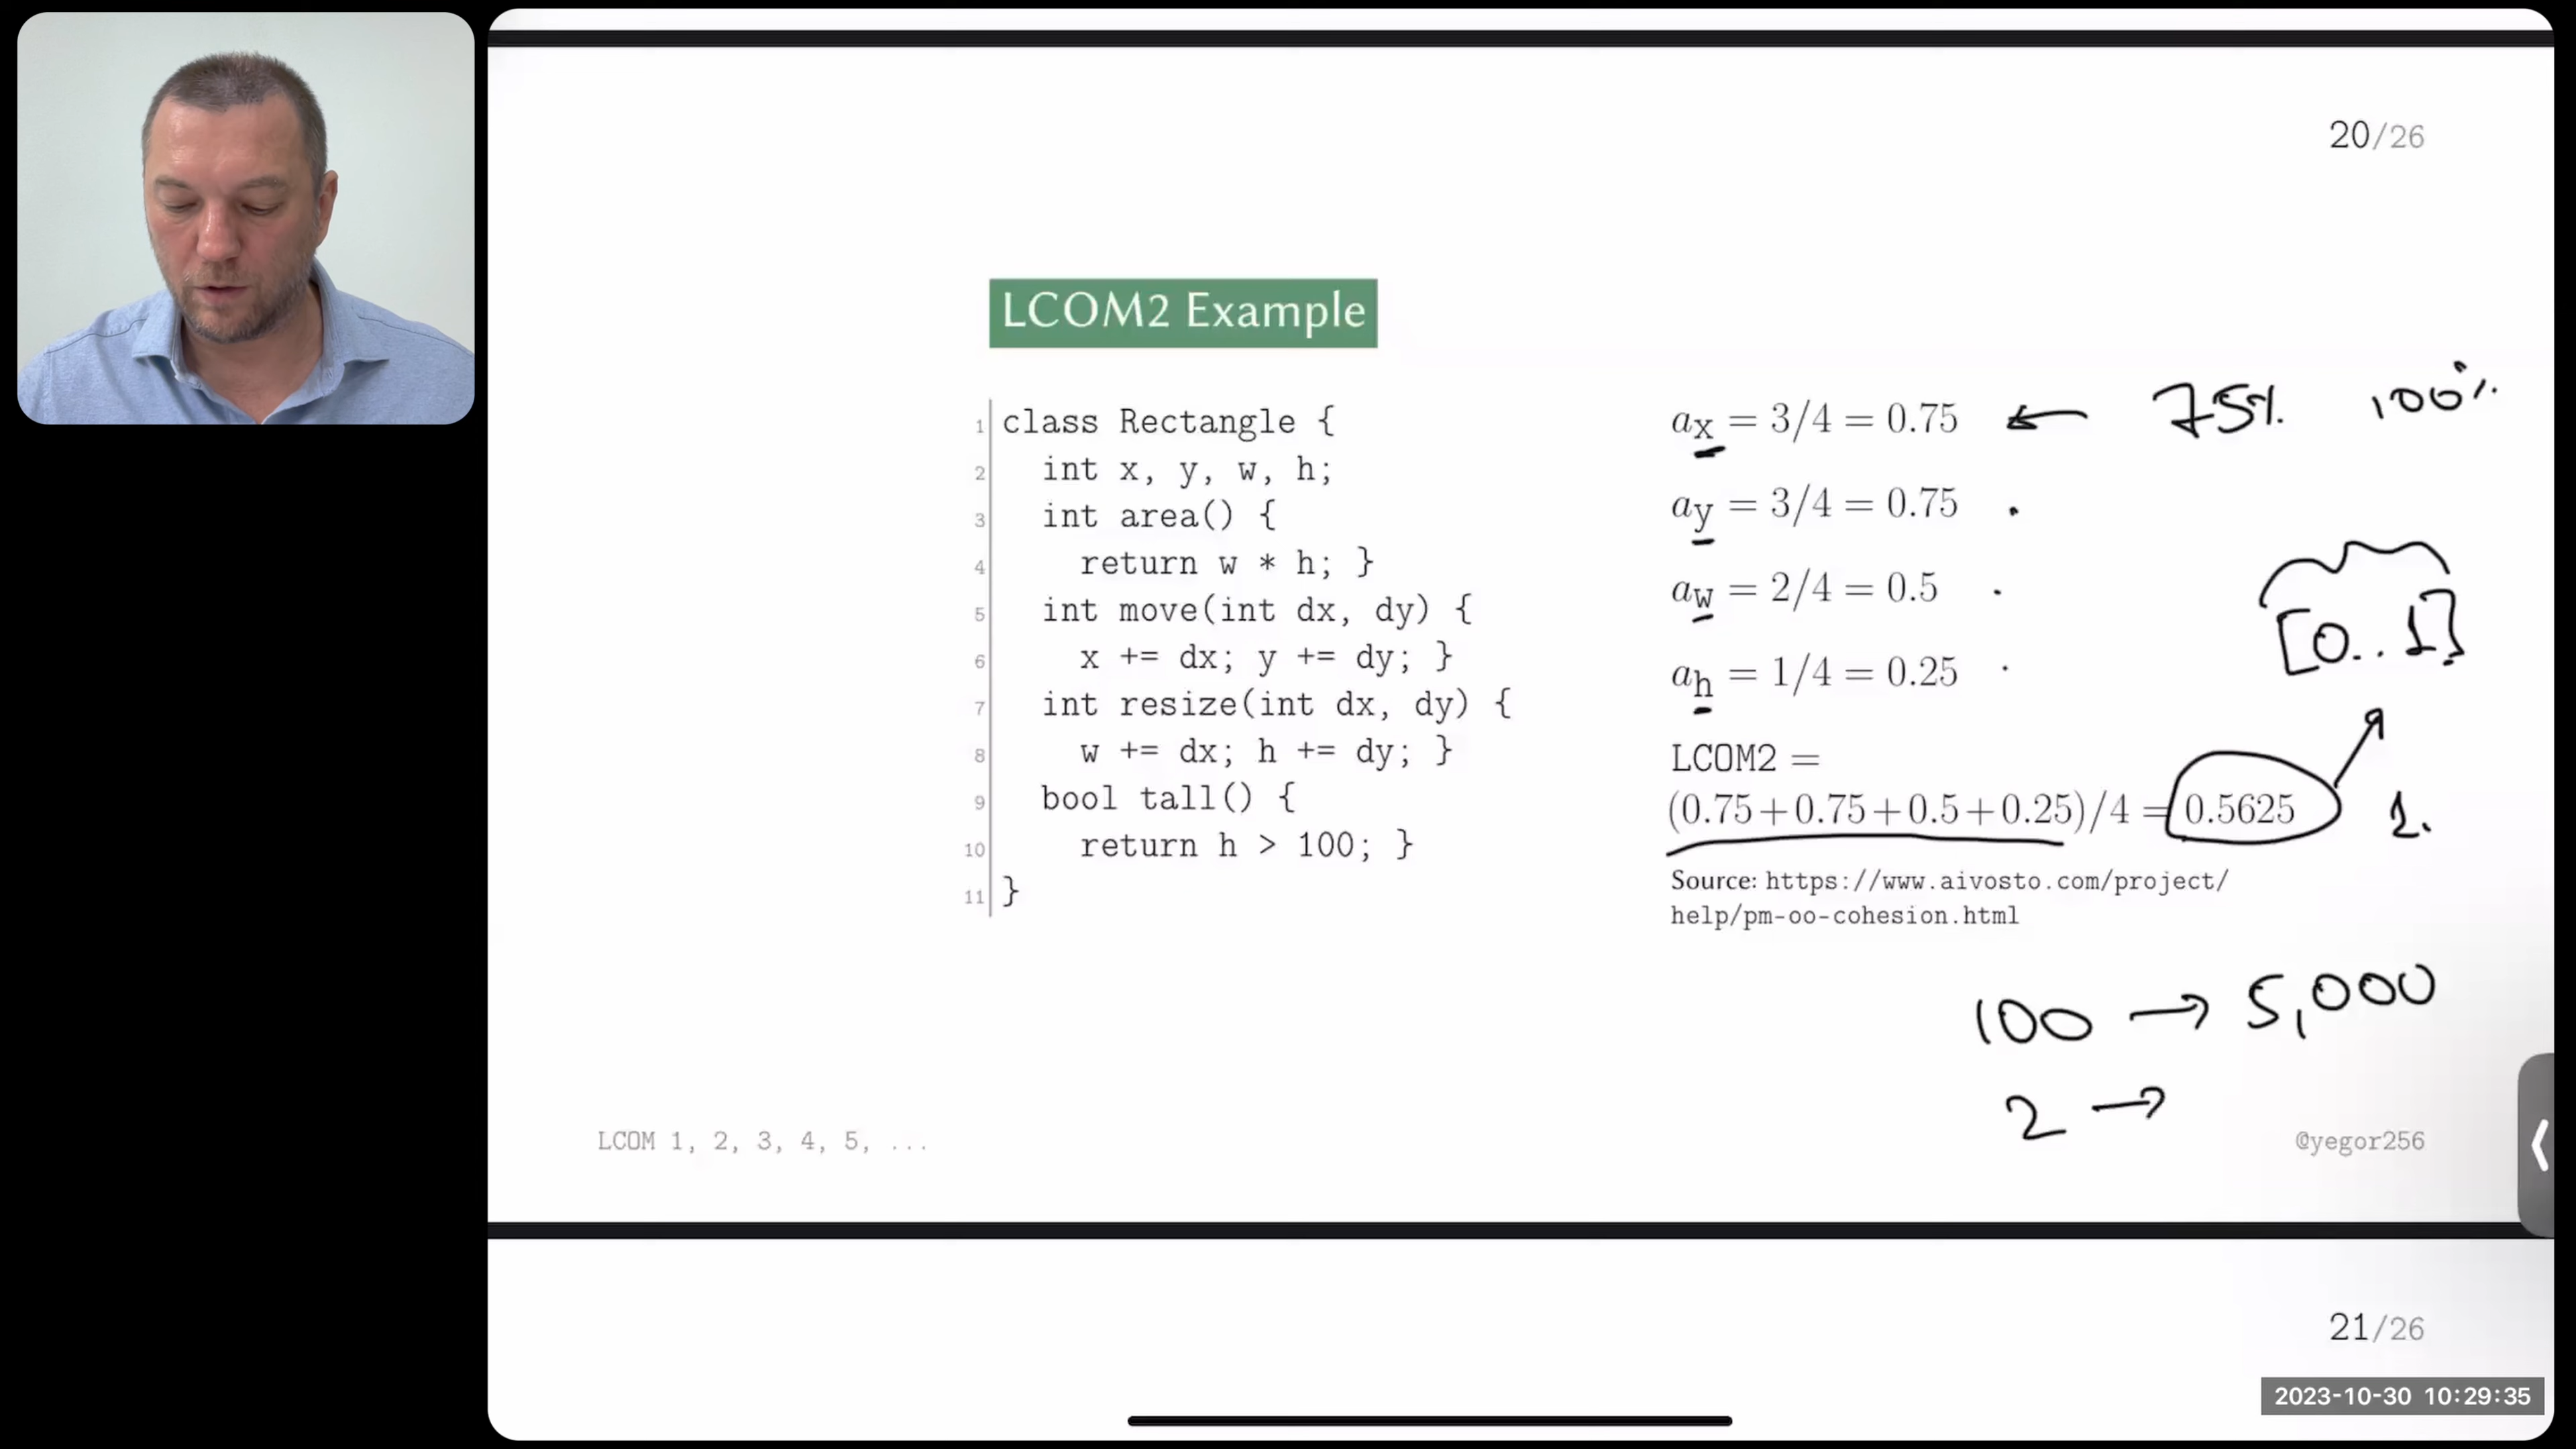 20/26
LCOM2 Example
1 class Rectangle {
2 int x, y, w, h;
3 int area() {
4 return w * h; }
5 int move(int dx, dy) {
6 x += dx; y += dy; }
7 int resize(int dx, dy) {
8 w += dx; h += dy; }
9 bool tall() {
10 return h > 100; }
11 }
ax = 3/4 = 0.75 ← 75% 100%
ay = 3/4 = 0.75
aw = 2/4 = 0.5
[0..1]
ah = 1/4 = 0.25
LCOM2 =
(0.75+0.75+0.5+0.25)/4 = 0.5625 1.
Source: https://www.aivosto.com/project/
help/pm-oo-cohesion.html
100 → 5,000
2 →
LCOM 1, 2, 3, 4, 5, ...
@yegor256
21/26
2023-10-30 10:29:35